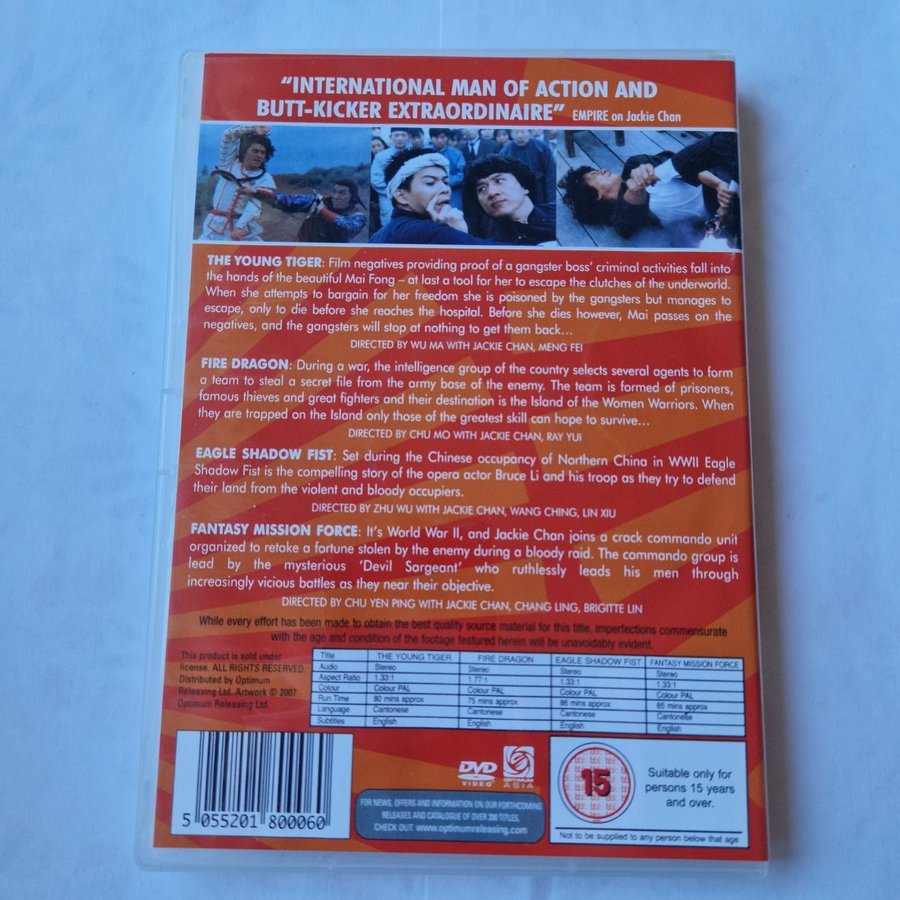 “INTERNATIONAL MAN OF ACTION AND
BUTT-KICKER EXTRAORDINAIRE” EMPIRE on Jackie Chan
THE YOUNG TIGER: Film negatives providing proof of a gangster boss’ criminal activities fall into
the hands of the beautiful Mai Fong – at last a tool for her to escape the clutches of the underworld.
When she attempts to bargain for her freedom she is poisoned by the gangsters but manages to
escape, only to die before she reaches the hospital. Before she dies however, Mai passes on the
negatives, and the gangsters will stop at nothing to get them back...
DIRECTED BY WU MA WITH JACKIE CHAN, MENG FEI
FIRE DRAGON: During a war, the intelligence group of the country selects several agents to form
a team to steal a secret file from the army base of the enemy. The team is formed of prisoners,
famous thieves and great fighters and their destination is the Island of the Women Warriors. When
they are trapped on the Island only those of the greatest skill can hope to survive...
DIRECTED BY CHU MO WITH JACKIE CHAN, RAY YUI
EAGLE SHADOW FIST: Set during the Chinese occupancy of Northern China in WWII Eagle
Shadow Fist is the compelling story of the opera actor Bruce Li and his troop as they try to defend
their land from the violent and bloody occupiers.
DIRECTED BY ZHU WU WITH JACKIE CHAN, WANG CHING, LIN XIU
FANTASY MISSION FORCE: It’s World War II, and Jackie Chan joins a crack commando unit
organized to retake a fortune stolen by the enemy during a bloody raid. The commando group is
lead by the mysterious ‘Devil Sargeant’ who ruthlessly leads his men through
increasingly vicious battles as they near their objective.
DIRECTED BY CHU YEN PING WITH JACKIE CHAN, CHANG LING, BRIGITTE LIN
While every effort has been made to obtain the best quality source material for this title, imperfections commensurate
with the age and condition of the footage featured herein will be unavoidably evident.
This product is sold under
license. ALL RIGHTS RESERVED.
Distributed by Optimum
Releasing Ltd. Artwork © 2007
Optimum Releasing Ltd.
Title THE YOUNG TIGER FIRE DRAGON EAGLE SHADOW FIST FANTASY MISSION FORCE
Audio Stereo Stereo Stereo Stereo
Aspect Ratio 1.33:1 1.77:1 1.33:1 1.33:1
Colour Colour PAL Colour PAL Colour PAL Colour PAL
Run Time 80 mins approx 75 mins approx 86 mins approx 85 mins approx
Language Cantonese Cantonese Cantonese Cantonese
Subtitles English English English English
5 055201 800060
DVD
VIDEO
OPTIMUM
ASIA
FOR NEWS, OFFERS AND INFORMATION ON OUR FORTHCOMING
RELEASES AND CATALOGUE OF OVER 200 TITLES,
CHECK OUT www.optimumreleasing.com
15
Suitable only for
persons 15 years
and over.
Not to be supplied to any person below that age